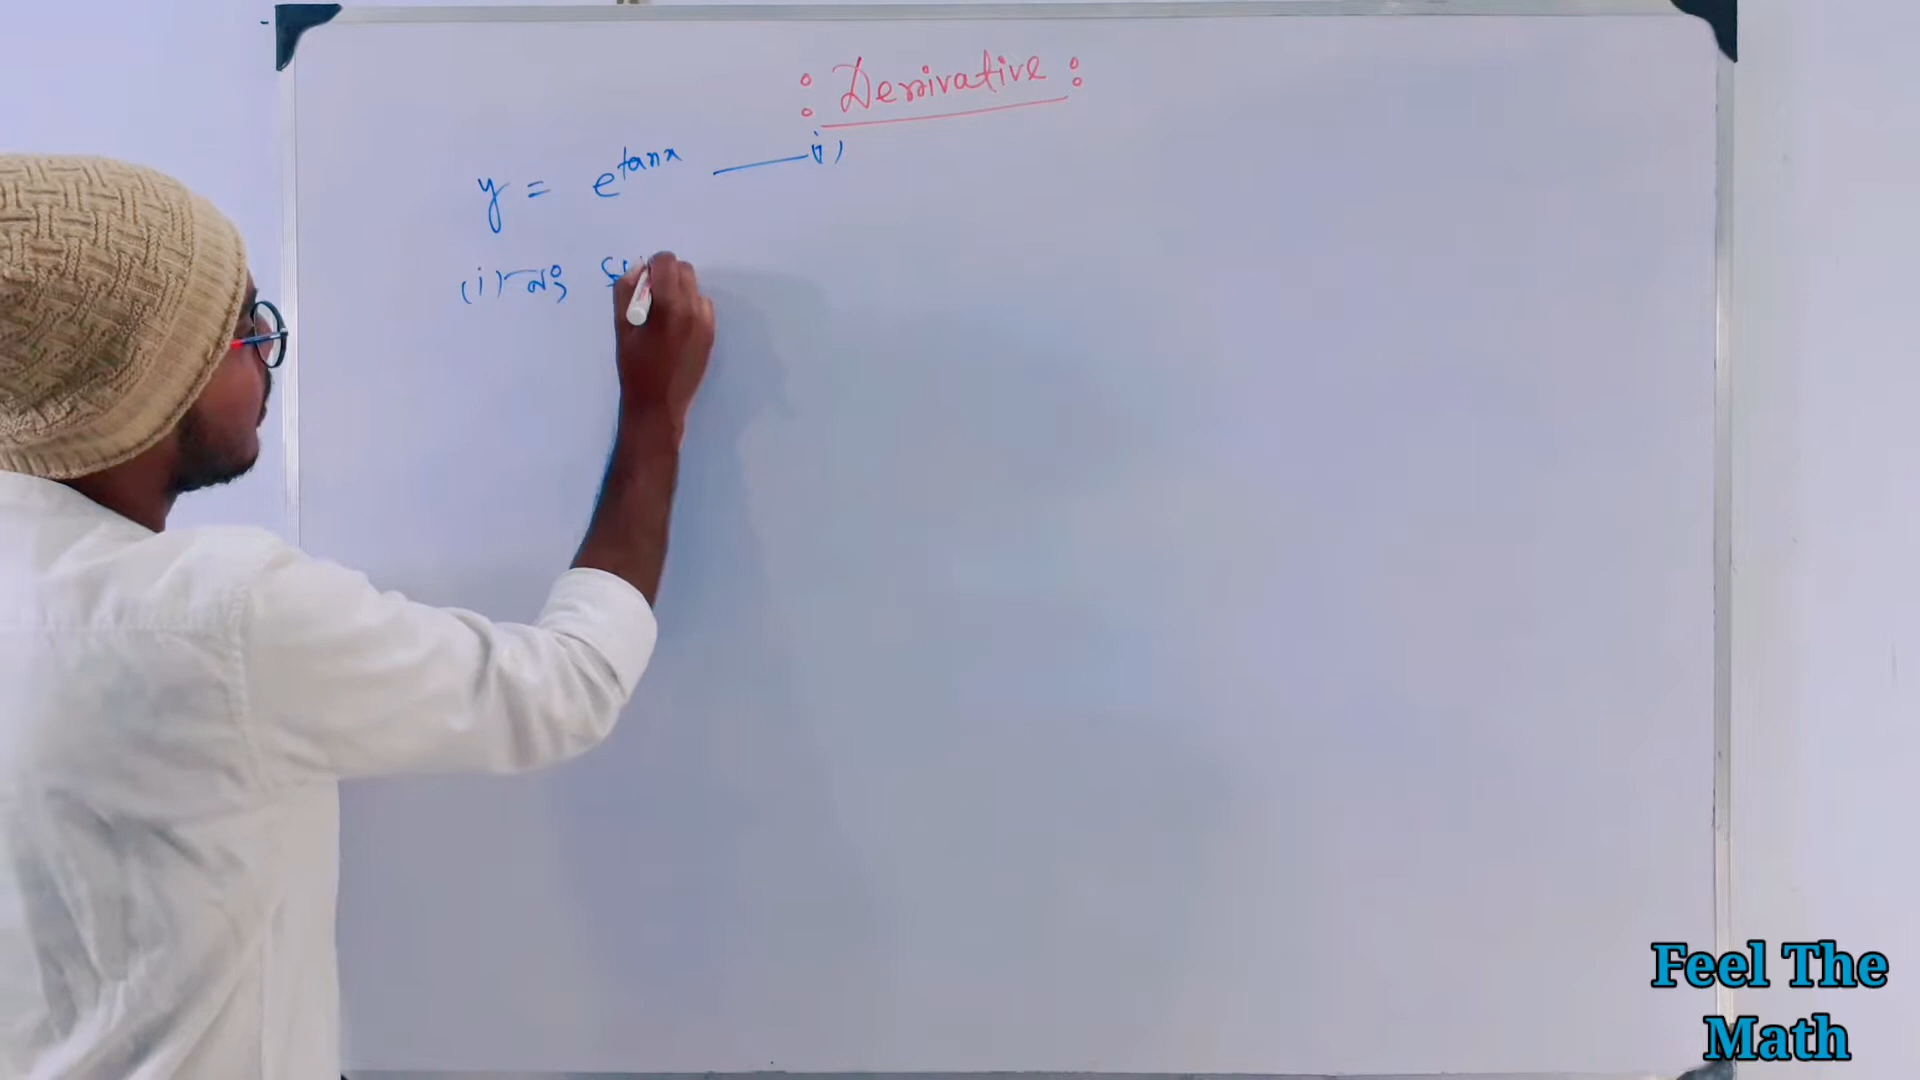 : Derivative :
y = e^tanx ——— (i)
(i) নং
Feel The
Math